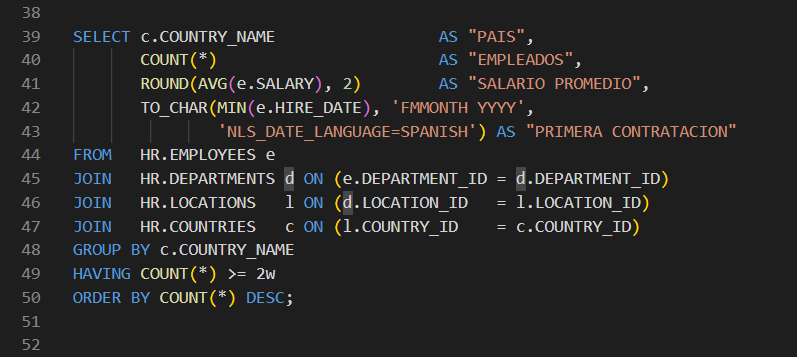 38
39 SELECT c.COUNTRY_NAME AS "PAIS",
40 COUNT(*) AS "EMPLEADOS",
41 ROUND(AVG(e.SALARY), 2) AS "SALARIO PROMEDIO",
42 TO_CHAR(MIN(e.HIRE_DATE), 'FMMONTH YYYY',
43 'NLS_DATE_LANGUAGE=SPANISH') AS "PRIMERA CONTRATACION"
44 FROM HR.EMPLOYEES e
45 JOIN HR.DEPARTMENTS d ON (e.DEPARTMENT_ID = d.DEPARTMENT_ID)
46 JOIN HR.LOCATIONS l ON (d.LOCATION_ID = l.LOCATION_ID)
47 JOIN HR.COUNTRIES c ON (l.COUNTRY_ID = c.COUNTRY_ID)
48 GROUP BY c.COUNTRY_NAME
49 HAVING COUNT(*) >= 2w
50 ORDER BY COUNT(*) DESC;
51
52